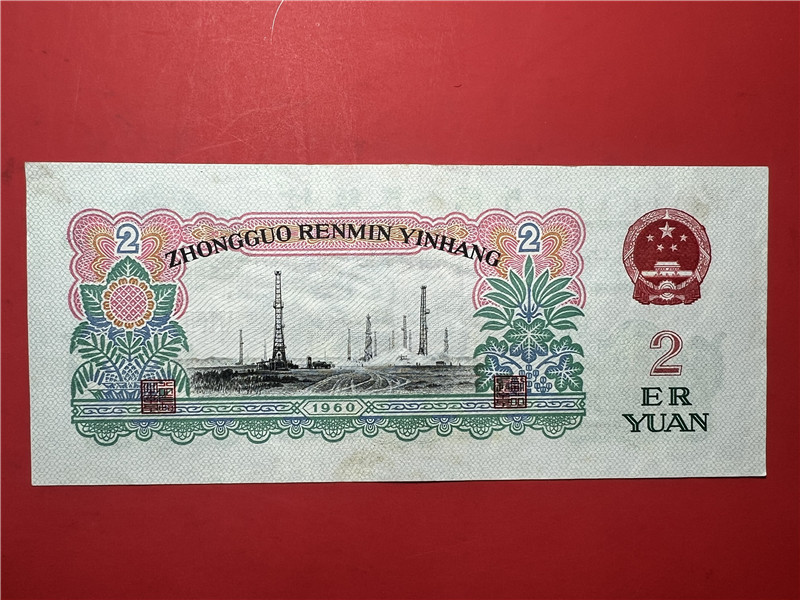 2
2
ZHONGGUO RENMIN YINHANG
1960
2
ER
YUAN